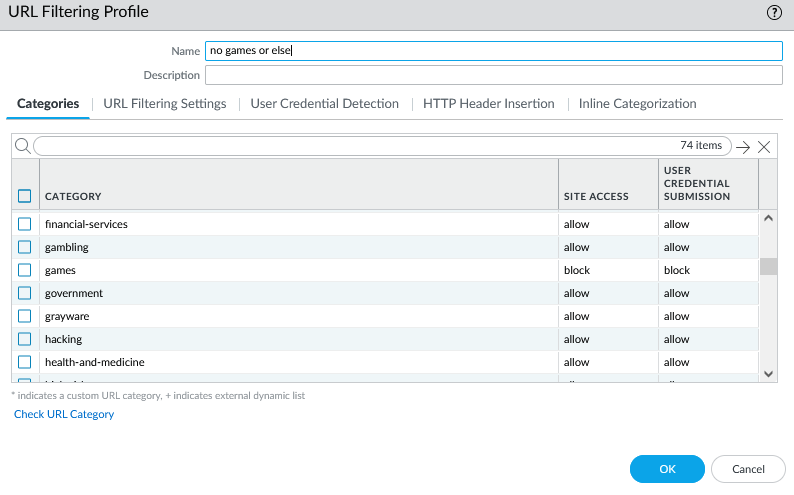 URL Filtering Profile
?
Name no games or else
Description
Categories URL Filtering Settings User Credential Detection HTTP Header Insertion Inline Categorization
74 items
CATEGORY SITE ACCESS USER CREDENTIAL SUBMISSION
financial-services allow allow
gambling allow allow
games block block
government allow allow
grayware allow allow
hacking allow allow
health-and-medicine allow allow
* indicates a custom URL category, + indicates external dynamic list
Check URL Category
OK Cancel